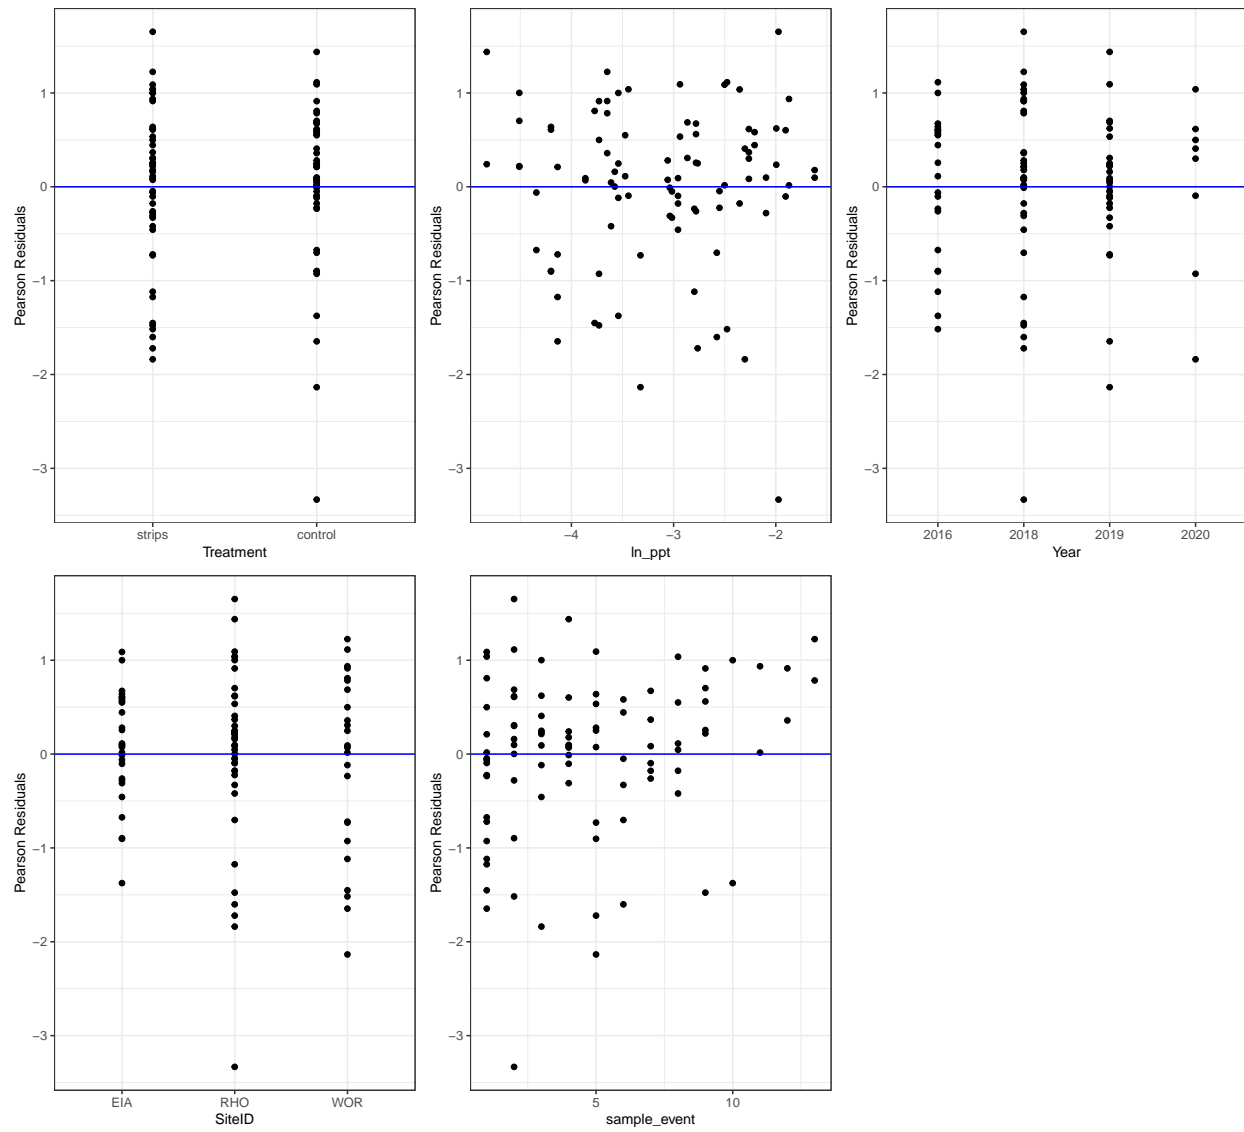 Pearson Residuals
1
0
−1
−2
−3
strips control
Treatment
Pearson Residuals
1
0
−1
−2
−3
−4 −3 −2
ln_ppt
Pearson Residuals
1
0
−1
−2
−3
2016 2018 2019 2020
Year
Pearson Residuals
1
0
−1
−2
−3
EIA RHO WOR
SiteID
Pearson Residuals
1
0
−1
−2
−3
5 10
sample_event